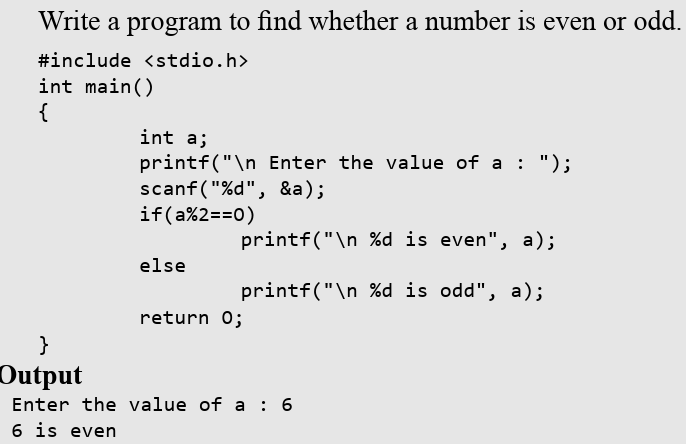 Write a program to find whether a number is even or odd.
#include <stdio.h>
int main()
{
int a;
printf("\n Enter the value of a : ");
scanf("%d", &a);
if(a%2==0)
printf("\n %d is even", a);
else
printf("\n %d is odd", a);
return 0;
}
Output
Enter the value of a : 6
6 is even